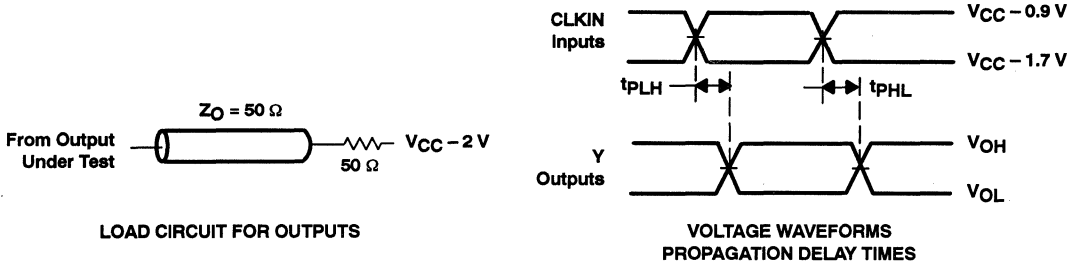 ZO = 50 Ω
From Output
Under Test
VCC – 2 V
50 Ω
LOAD CIRCUIT FOR OUTPUTS
CLKIN
Inputs
VCC – 0.9 V
VCC – 1.7 V
tPLH
tPHL
Y
Outputs
VOH
VOL
VOLTAGE WAVEFORMS
PROPAGATION DELAY TIMES